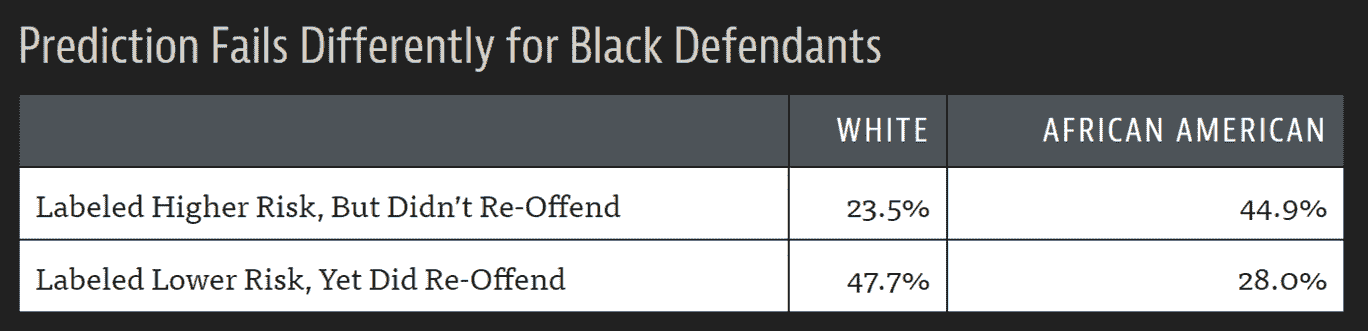 Prediction Fails Differently for Black Defendants
WHITE AFRICAN AMERICAN
Labeled Higher Risk, But Didn’t Re-Offend 23.5% 44.9%
Labeled Lower Risk, Yet Did Re-Offend 47.7% 28.0%